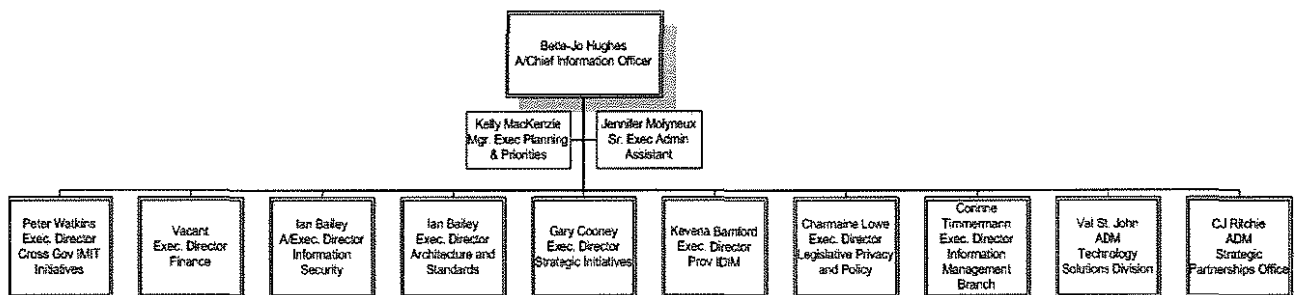 Bette-Jo Hughes
A/Chief Information Officer
Kelly MacKenzie
Mgr. Exec Planning
& Priorities
Jennifer Molyneux
Sr. Exec Admin
Assistant
Peter Watkins
Exec. Director
Cross Gov IMIT
Initiatives
Vacant
Exec. Director
Finance
Ian Bailey
A/Exec. Director
Information
Security
Ian Bailey
Exec. Director
Architecture and
Standards
Gary Cooney
Exec. Director
Strategic Initiatives
Kevena Bamford
Exec. Director
Prov IDIM
Charmaine Lowe
Exec. Director
Legislative Privacy
and Policy
Corinne
Timmermann
Exec. Director
Information
Management
Branch
Val St. John
ADM
Technology
Solutions Division
CJ Ritchie
ADM
Strategic
Partnerships Office